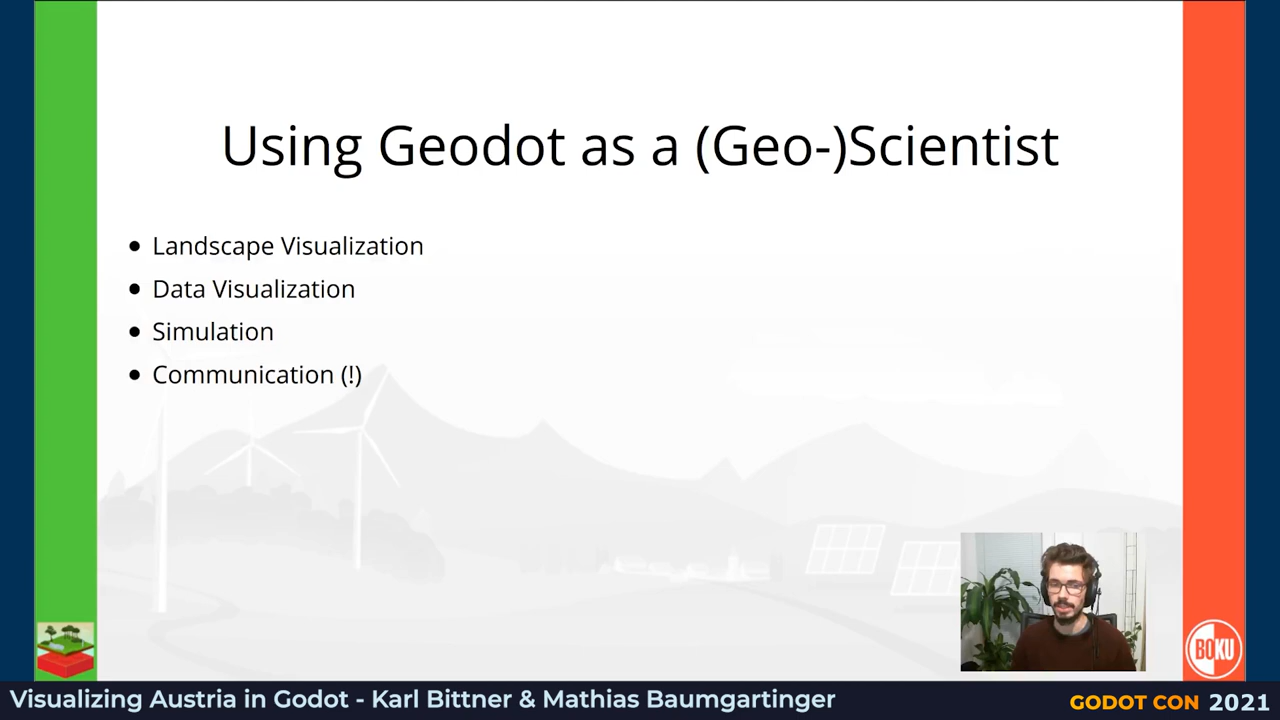 Using Geodot as a (Geo-)Scientist
Landscape Visualization
Data Visualization
Simulation
Communication (!)
BOKU
Visualizing Austria in Godot - Karl Bittner & Mathias Baumgartinger
GODOT CON 2021